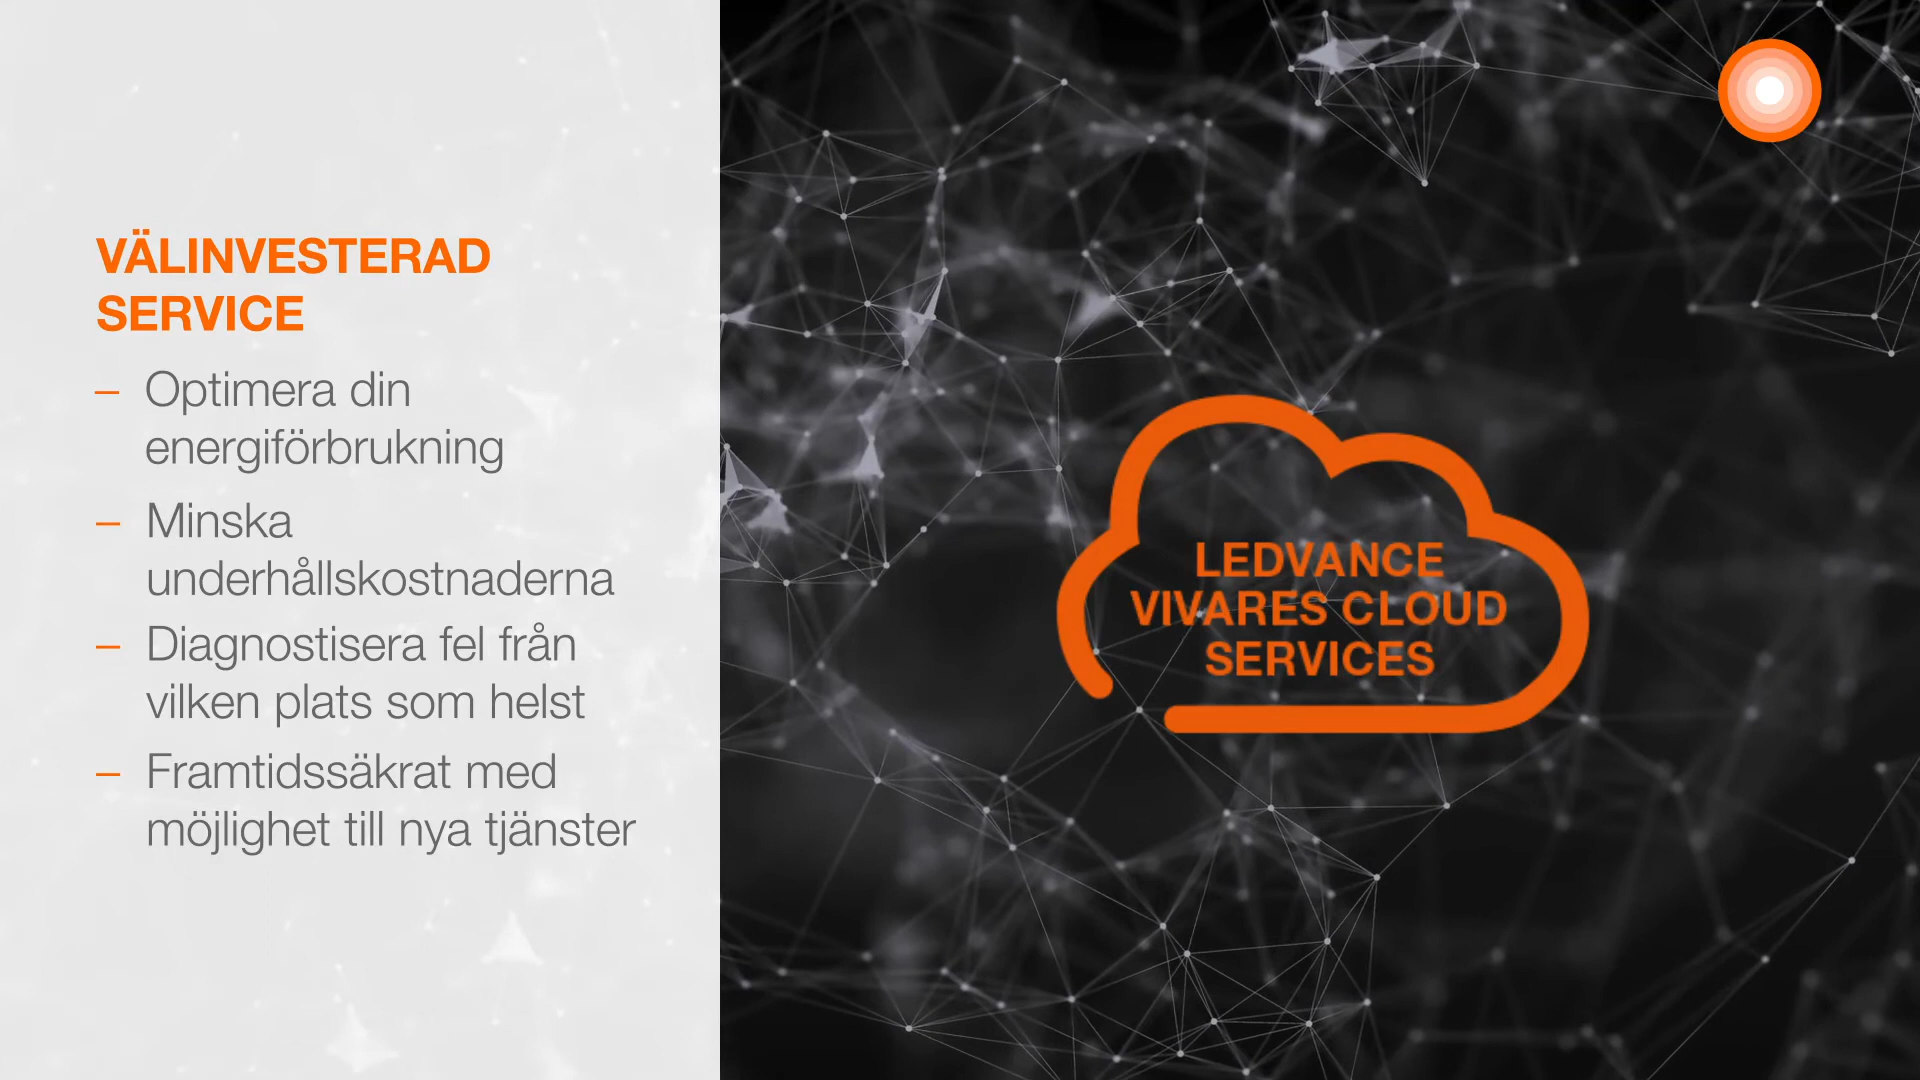 VÄLINVESTERAD
SERVICE
– Optimera din
energiförbrukning
– Minska
underhållskostnaderna
– Diagnostisera fel från
vilken plats som helst
– Framtidssäkrat med
möjlighet till nya tjänster
LEDVANCE
VIVARES CLOUD
SERVICES